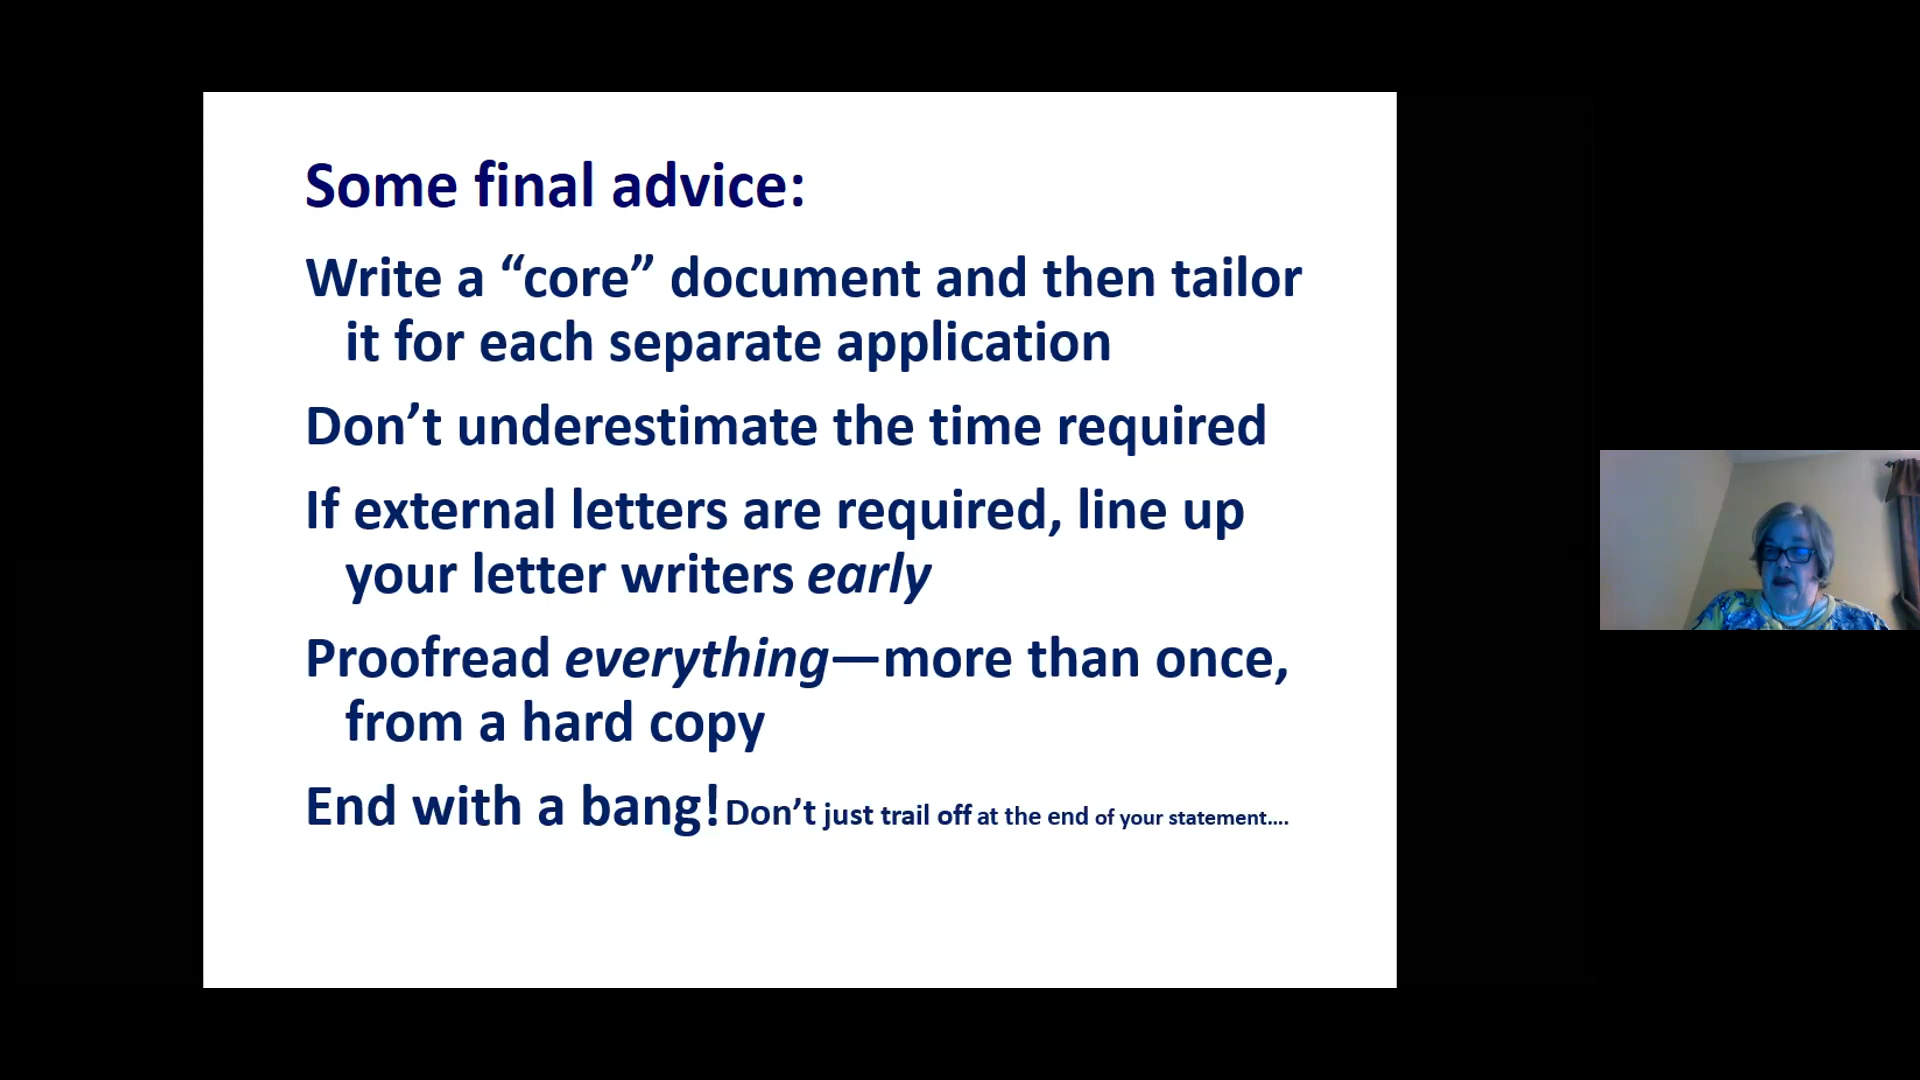 Some final advice:
Write a “core” document and then tailor
it for each separate application
Don’t underestimate the time required
If external letters are required, line up
your letter writers early
Proofread everything—more than once,
from a hard copy
End with a bang! Don’t just trail off at the end of your statement....